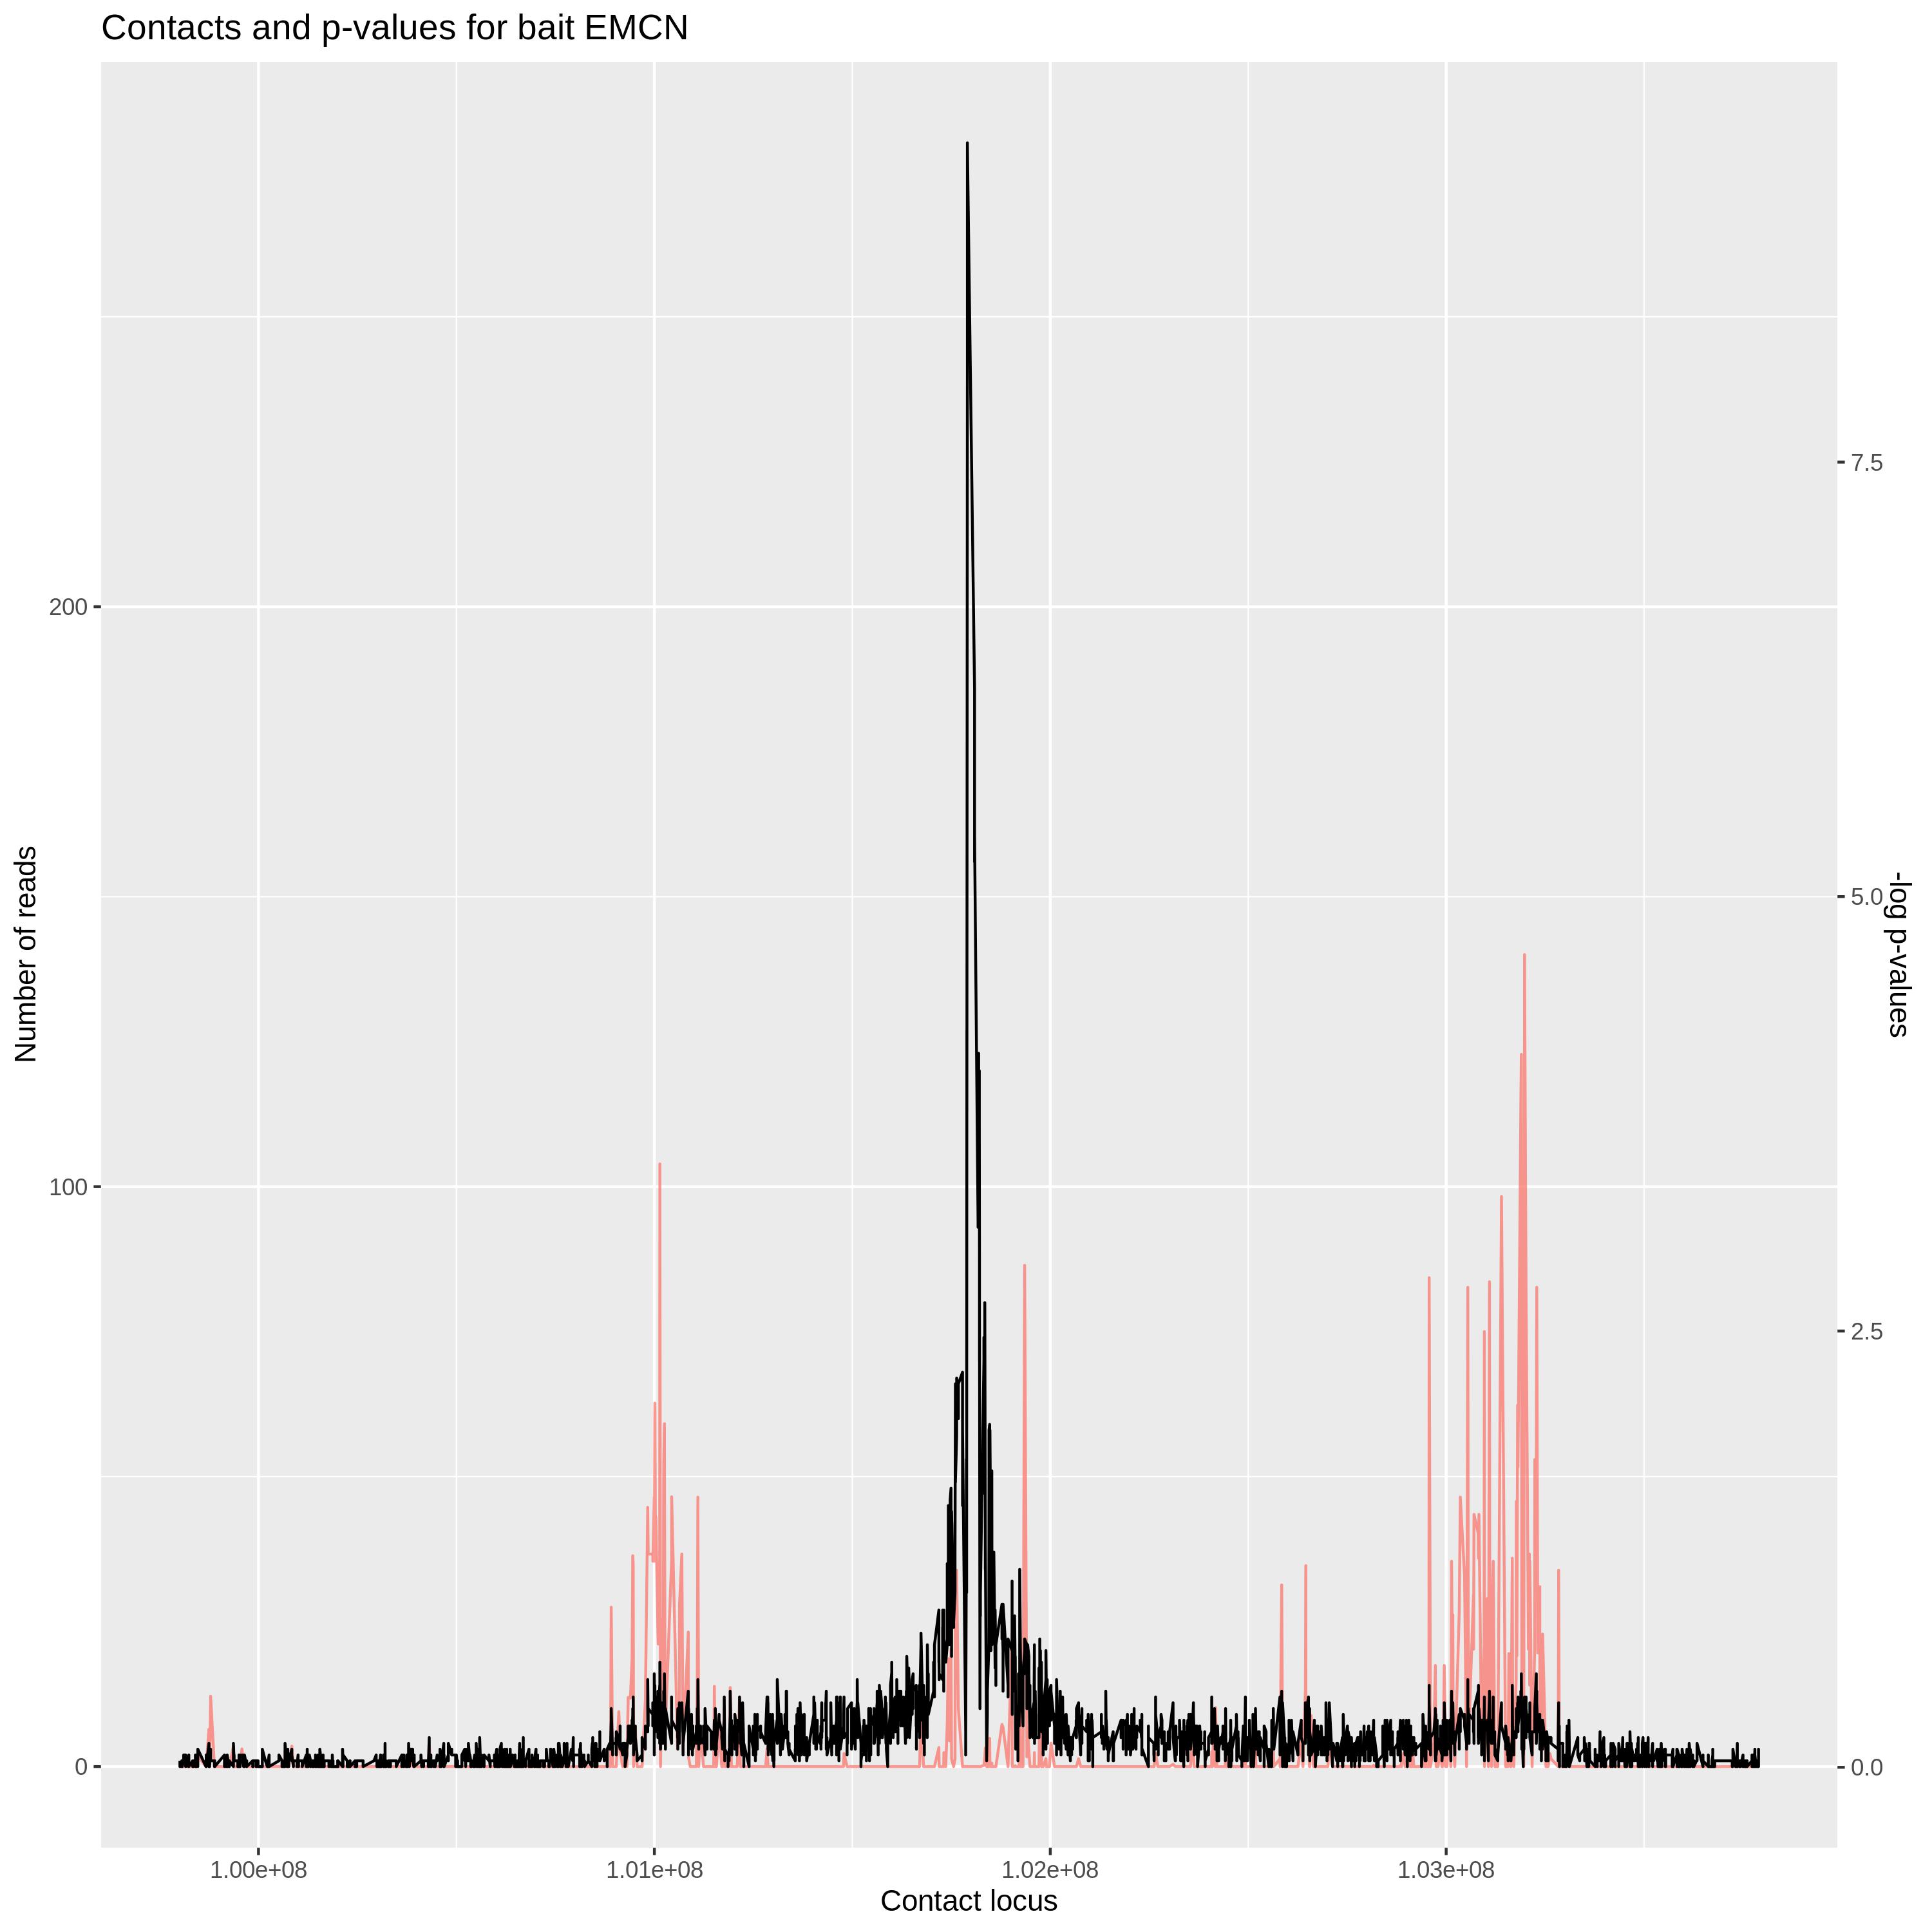 Contacts and p-values for bait EMCN
Number of reads
200
100
0
7.5
5.0
2.5
0.0
-log p-values
1.00e+08 1.01e+08 1.02e+08 1.03e+08
Contact locus